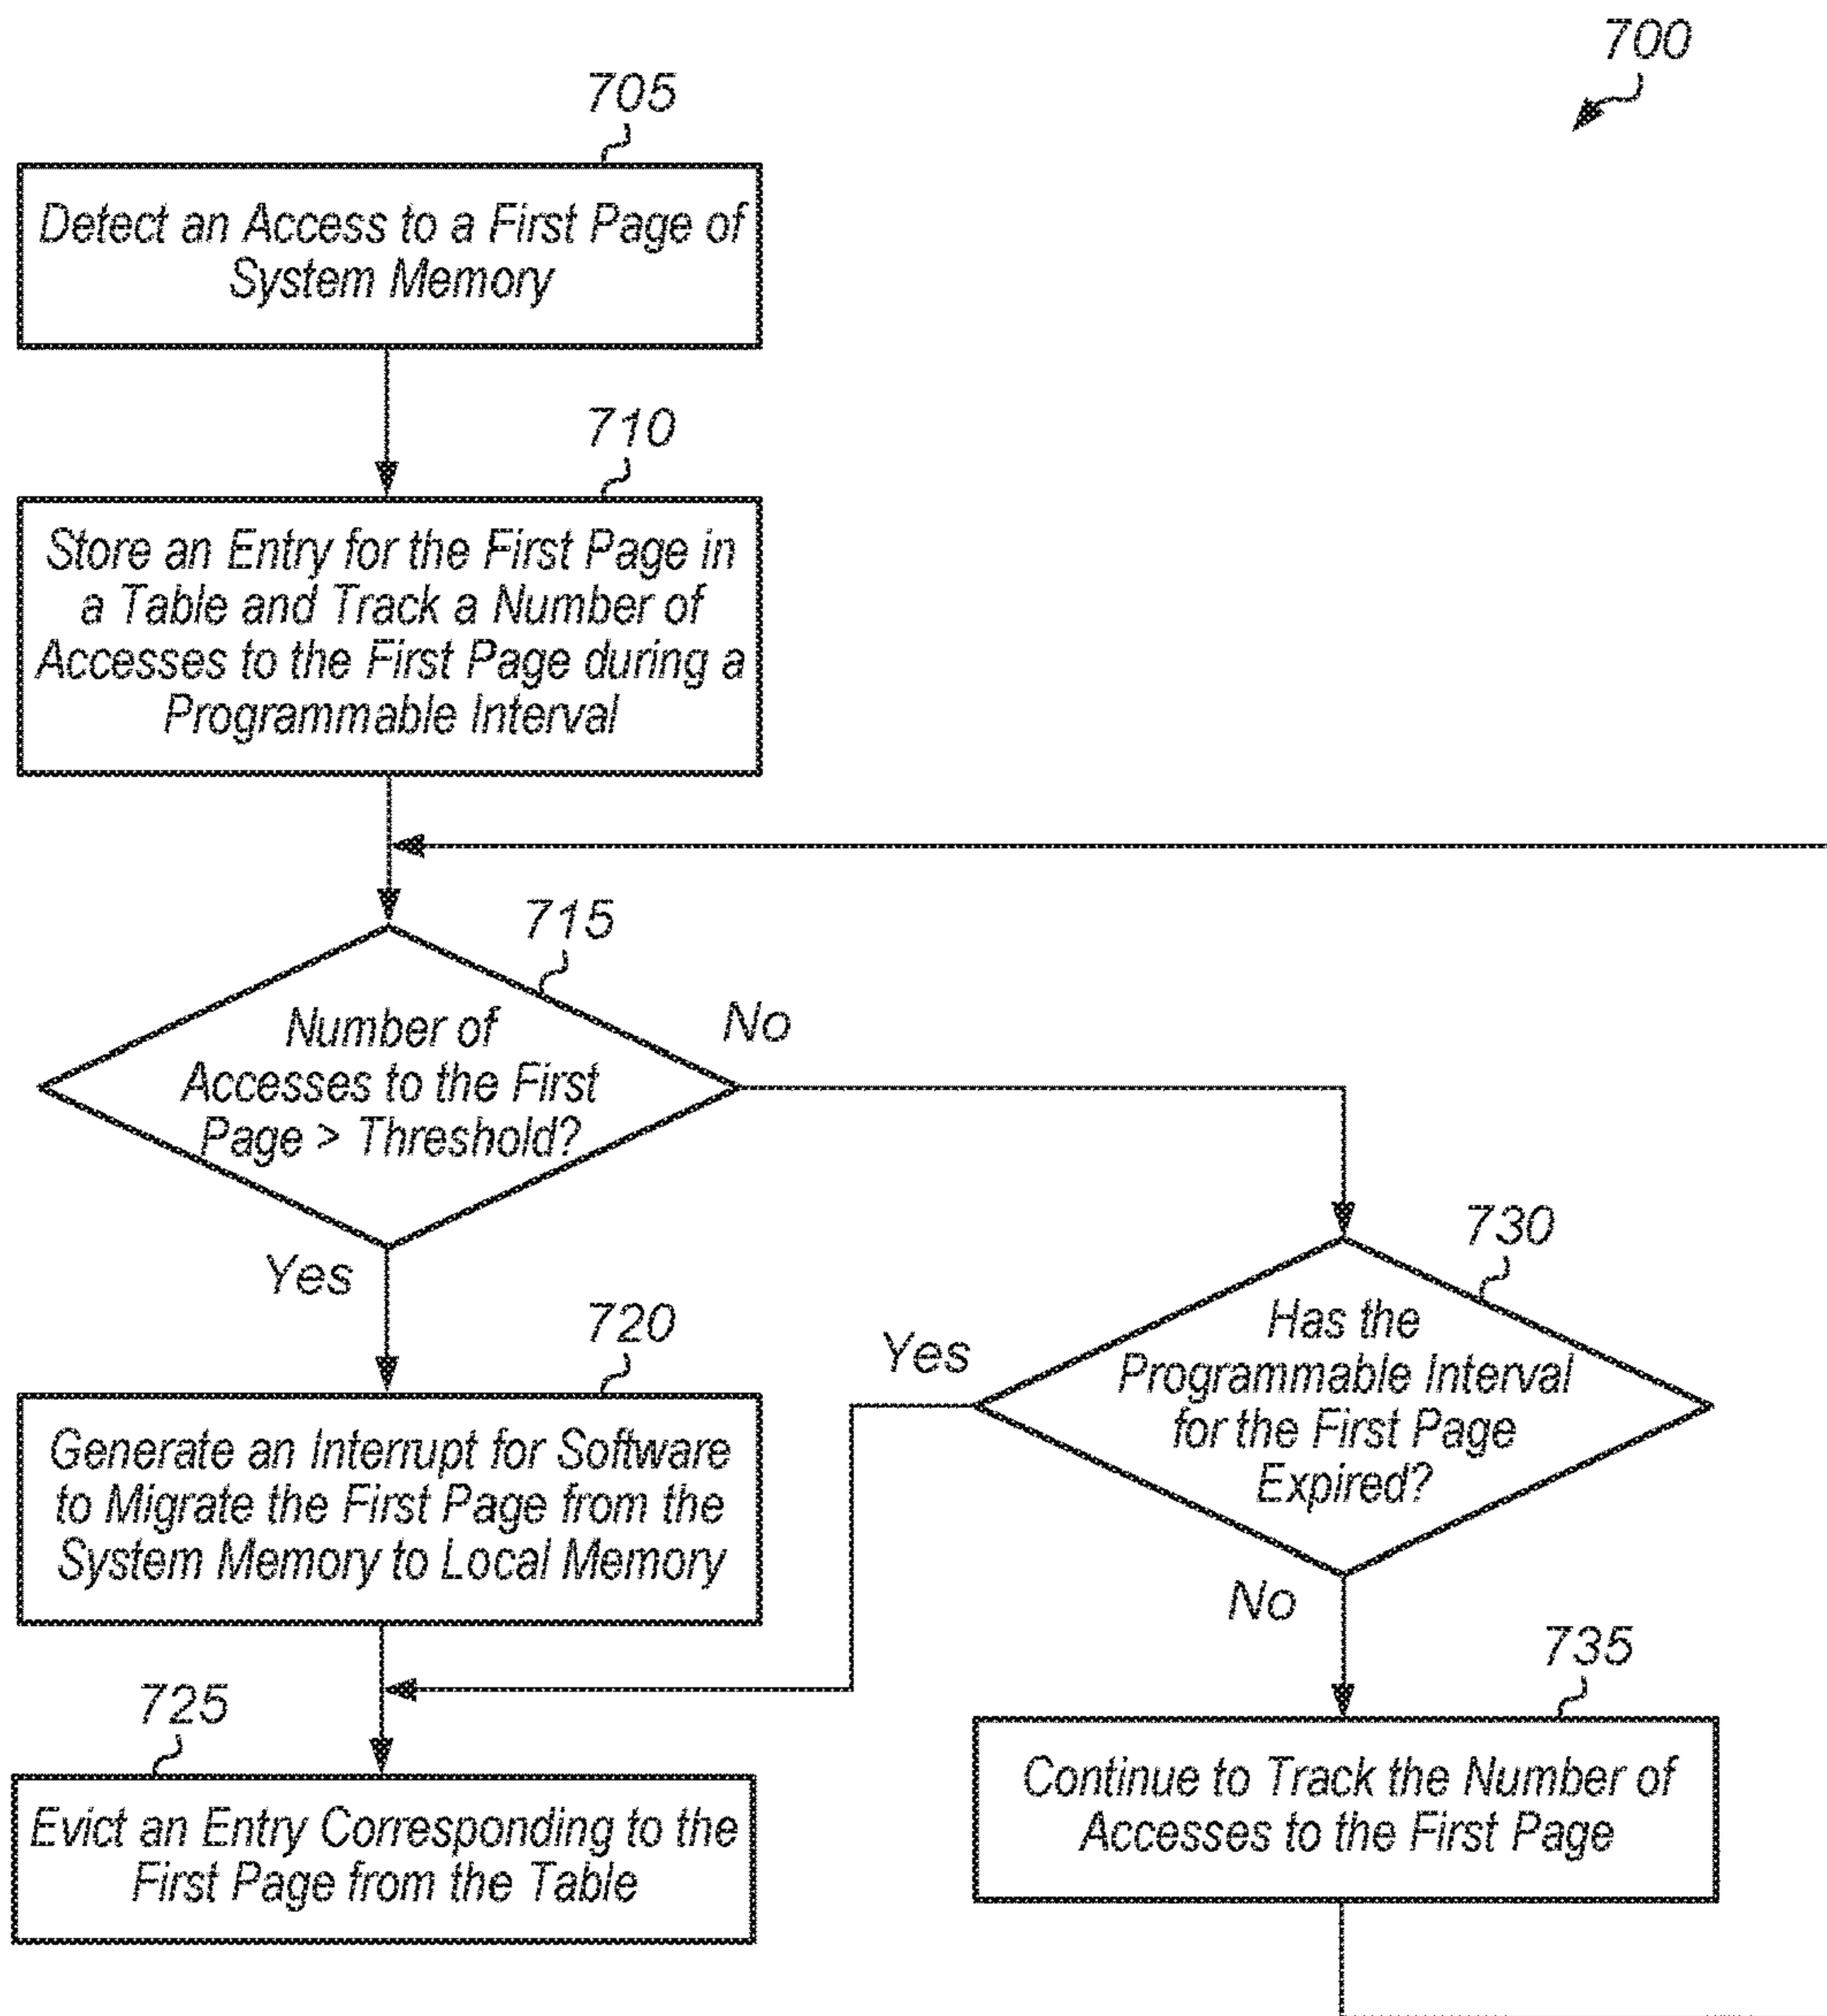 700
705
Detect an Access to a First Page of
System Memory
710
Store an Entry for the First Page in
a Table and Track a Number of
Accesses to the First Page during a
Programmable Interval
715
Number of
Accesses to the First
Page > Threshold?
No
Yes
720
Generate an Interrupt for Software
to Migrate the First Page from the
System Memory to Local Memory
725
Evict an Entry Corresponding to the
First Page from the Table
730
Has the
Programmable Interval
for the First Page
Expired?
Yes
No
735
Continue to Track the Number of
Accesses to the First Page